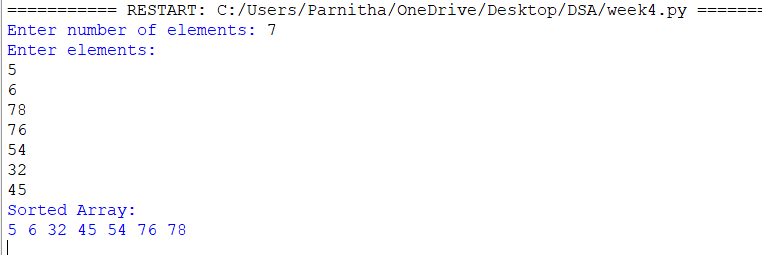 =========== RESTART: C:/Users/Parnitha/OneDrive/Desktop/DSA/week4.py =======
Enter number of elements: 7
Enter elements:
5
6
78
76
54
32
45
Sorted Array:
5 6 32 45 54 76 78